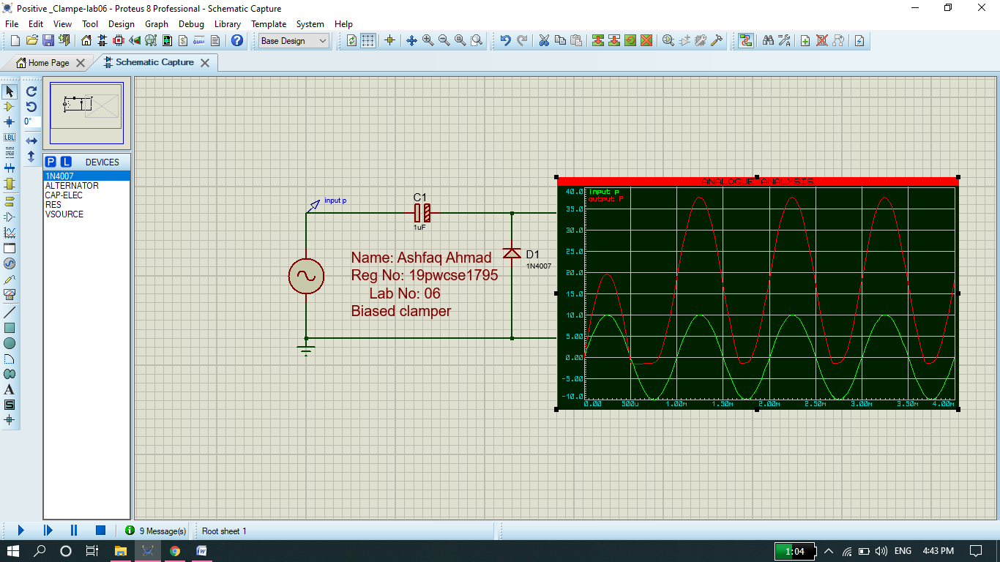 Positive _Clampe-lab06 - Proteus 8 Professional - Schematic Capture
File Edit View Tool Design Graph Debug Library Template System Help
Base Design
Home Page
Schematic Capture
0°
LBL
P L DEVICES
1N4007
ALTERNATOR
CAP-ELEC
RES
VSOURCE
A
S
input p
C1
1uF
D1
1N4007
Name: Ashfaq Ahmad
Reg No: 19pwcse1795
Lab No: 06
Biased clamper
ANALOGUE ANALYSIS
input p
output P
40.0
35.0
30.0
25.0
20.0
15.0
10.0
5.00
0.00
-5.00
-10.0
0.00 500u 1.00m 1.50m 2.00m 2.50m 3.00m 3.50m 4.00m
9 Message(s)
Root sheet 1
1:04
ENG
4:43 PM